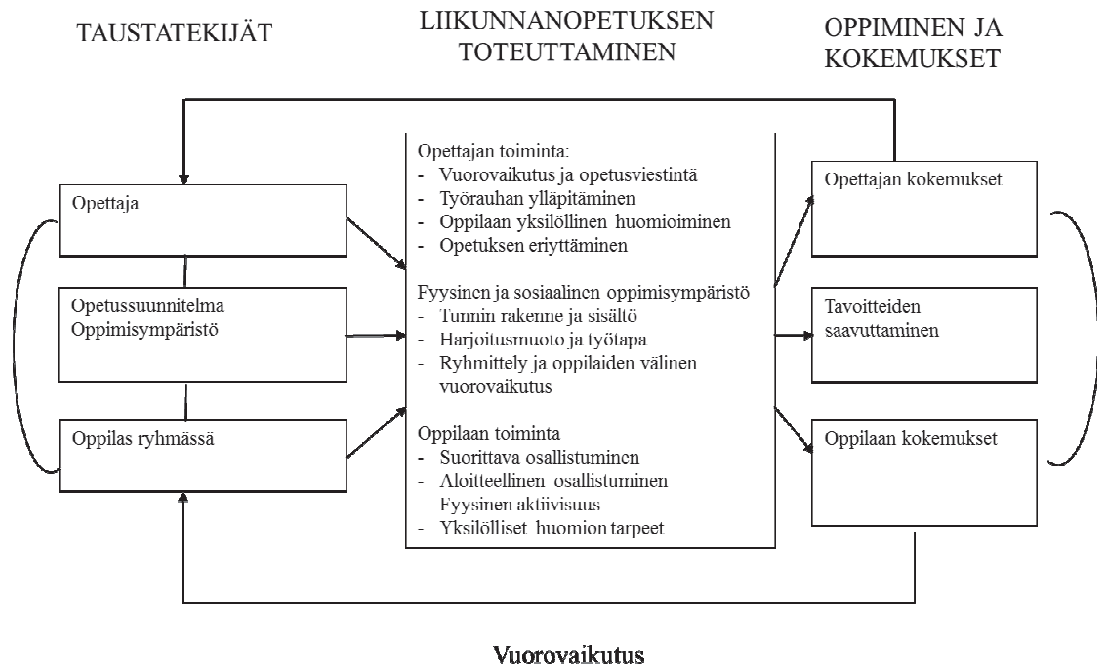 TAUSTATEKIJÄT
LIIKUNNANOPETUKSEN
TOTEUTTAMINEN
OPPIMINEN JA
KOKEMUKSET
Opettaja
Opetussuunnitelma
Oppimisympäristö
Oppilas ryhmässä
Opettajan toiminta:
- Vuorovaikutus ja opetusviestintä
- Työrauhan ylläpitäminen
- Oppilaan yksilöllinen huomioiminen
- Opetuksen eriyttäminen
Fyysinen ja sosiaalinen oppimisympäristö
- Tunnin rakenne ja sisältö
- Harjoitusmuoto ja työtapa
- Ryhmittely ja oppilaiden välinen
vuorovaikutus
Oppilaan toiminta
- Suorittava osallistuminen
- Aloitteellinen osallistuminen
Fyysinen aktiivisuus
- Yksilölliset huomion tarpeet
Opettajan kokemukset
Tavoitteiden
saavuttaminen
Oppilaan kokemukset
Vuorovaikutus